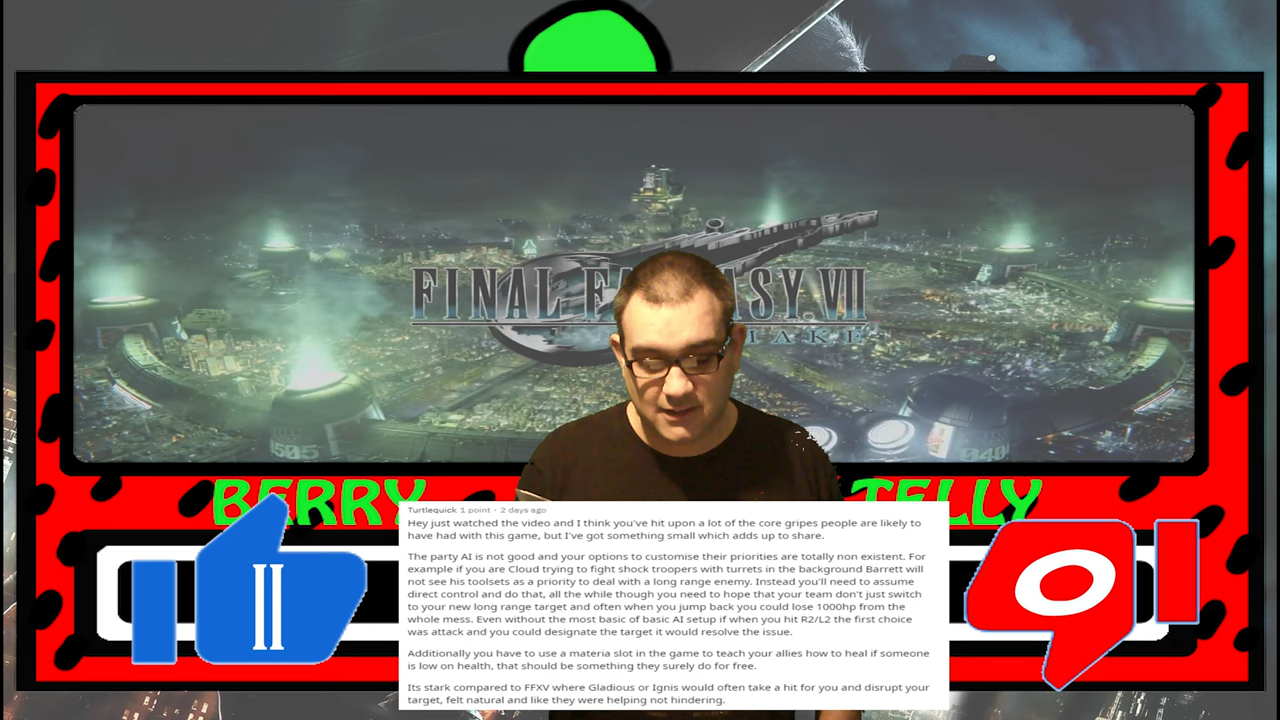 FINAL FANTASY VII
BERRY
TELLY
II
Turtlequick 1 point · 2 days ago
Hey just watched the video and I think you've hit upon a lot of the core gripes people are likely to
have had with this game, but I've got something small which adds up to share.
The party AI is not good and your options to customise their priorities are totally non existent. For
example if you are Cloud trying to fight shock troopers with turrets in the background Barrett will
not see his toolsets as a priority to deal with a long range enemy. Instead you'll need to assume
direct control and do that, all the while though you need to hope that your team don't just switch
to your new long range target and often when you jump back you could lose 1000hp from the
whole mess. Even without the most basic of basic AI setup if when you hit R2/L2 the first choice
was attack and you could designate the target it would resolve the issue.
Additionally you have to use a materia slot in the game to teach your allies how to heal if someone
is low on health, that should be something they surely do for free.
Its stark compared to FFXV where Gladious or Ignis would often take a hit for you and disrupt your
target, felt natural and like they were helping not hindering.